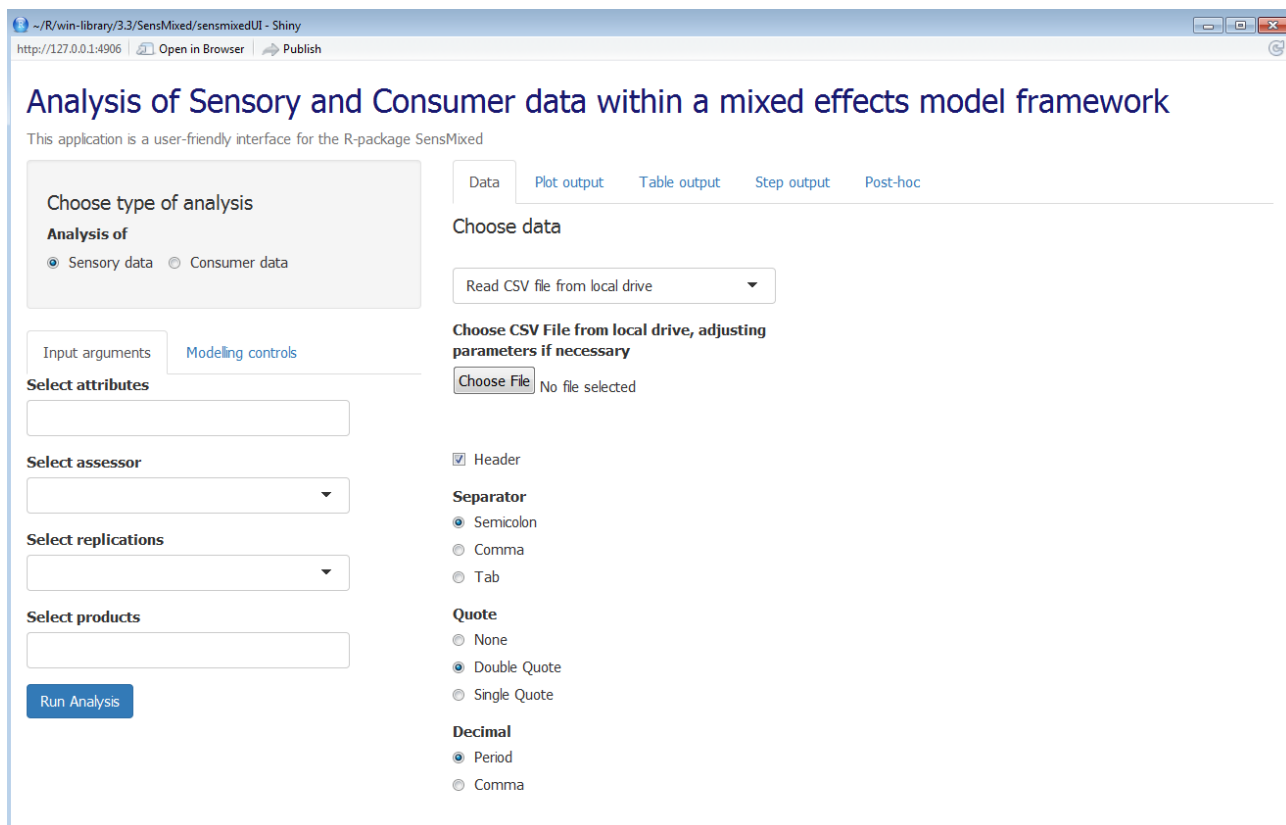 ~/R/win-library/3.3/SensMixed/sensmixedUI - Shiny
http://127.0.0.1:4906 Open in Browser Publish
Analysis of Sensory and Consumer data within a mixed effects model framework
This application is a user-friendly interface for the R-package SensMixed
Choose type of analysis
Analysis of
Sensory data Consumer data
Input arguments Modelling controls
Select attributes
Select assessor
Select replications
Select products
Run Analysis
Data Plot output Table output Step output Post-hoc
Choose data
Read CSV file from local drive
Choose CSV File from local drive, adjusting
parameters if necessary
Choose File No file selected
Header
Separator
Semicolon
Comma
Tab
Quote
None
Double Quote
Single Quote
Decimal
Period
Comma